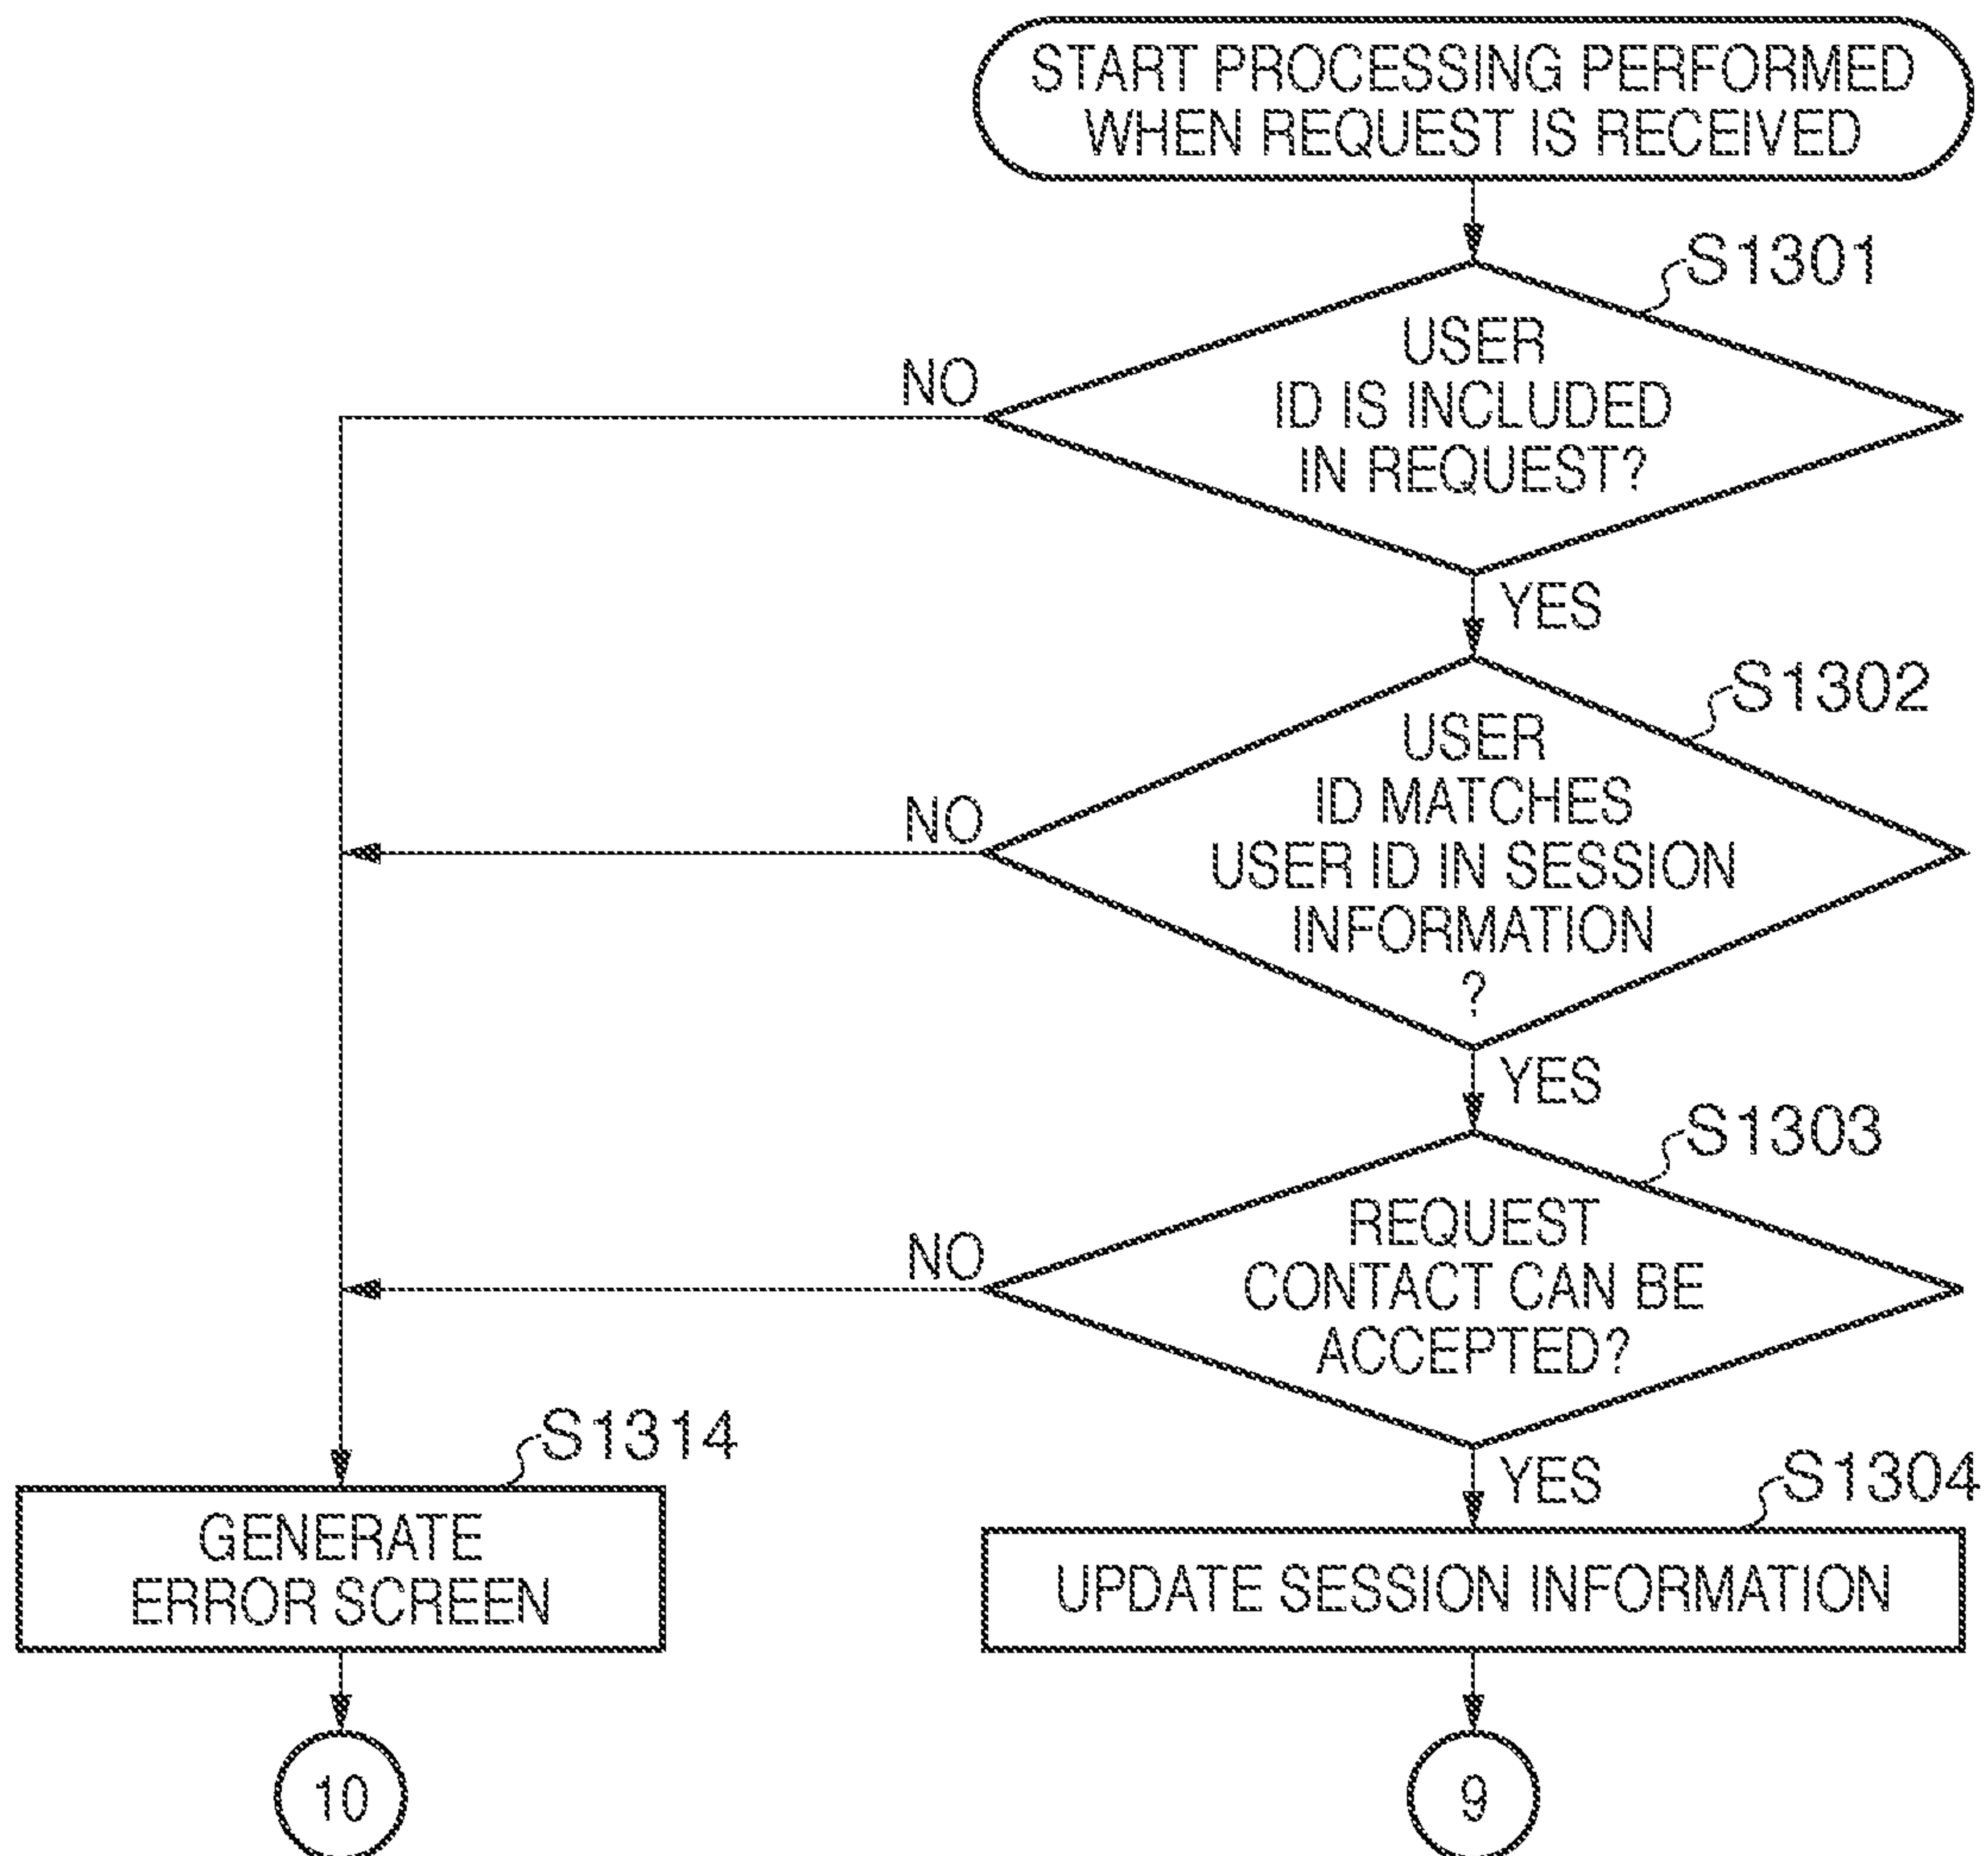 START PROCESSING PERFORMED
WHEN REQUEST IS RECEIVED
S1301
USER
ID IS INCLUDED
IN REQUEST?
NO
YES
S1302
USER
ID MATCHES
USER ID IN SESSION
INFORMATION
?
NO
YES
S1303
REQUEST
CONTACT CAN BE
ACCEPTED?
NO
YES
S1314
GENERATE
ERROR SCREEN
S1304
UPDATE SESSION INFORMATION
10
9